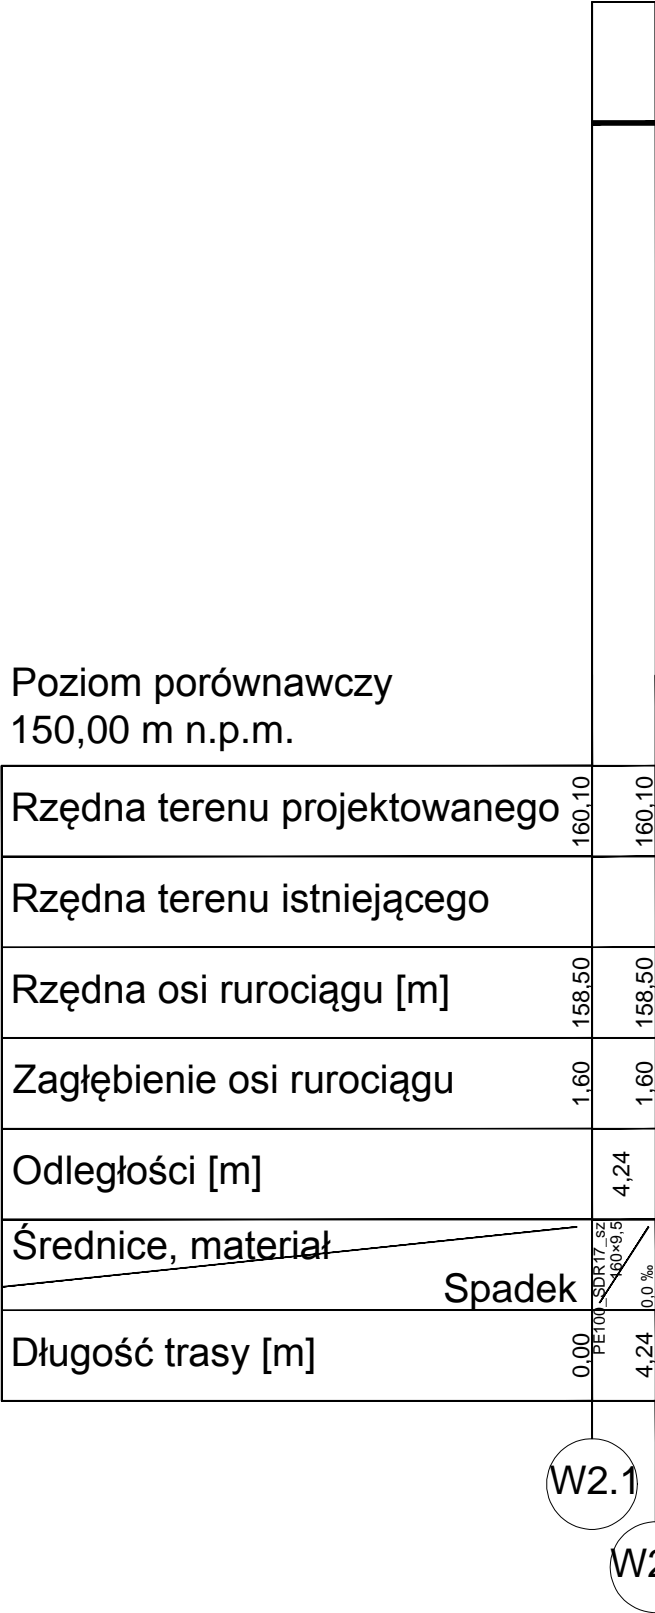 Poziom porównawczy
150,00 m n.p.m.
Rzędna terenu projektowanego 160,10 160,10
Rzędna terenu istniejącego
Rzędna osi rurociągu [m] 158,50 158,50
Zagłębienie osi rurociągu 1,60 1,60
Odległości [m] 4,24
Średnice, materiał
Spadek
PE100_SDR17_sz
160×9,5
0,0 ‰
Długość trasy [m] 0,00 4,24
W2.1